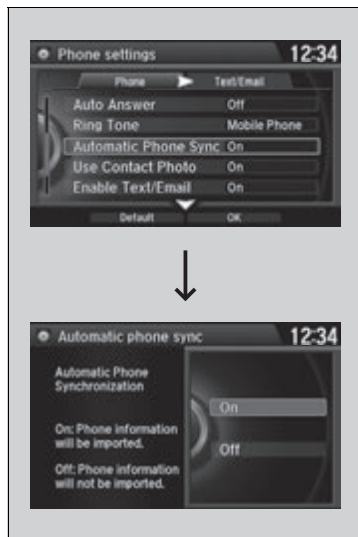 Phone settings 12:34
Phone Text/Email
Auto Answer Off
Ring Tone Mobile Phone
Automatic Phone Sync On
Use Contact Photo On
Enable Text/Email On
Default OK
Automatic phone sync 12:34
Automatic Phone
Synchronization
On
On: Phone information
will be imported.
Off
Off: Phone information
will not be imported.